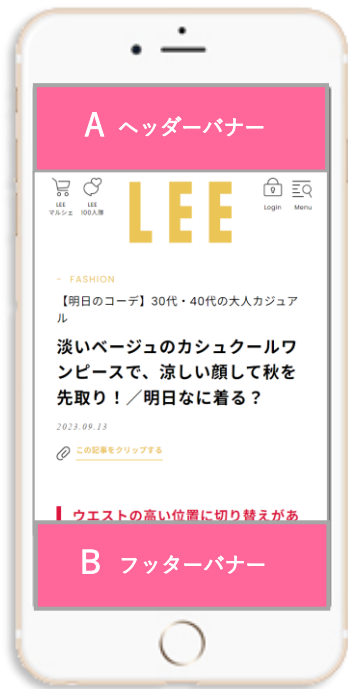 A ヘッダーバナー
LEE
マルシェ
LEE
100人隊
LEE
Login
Menu
- FASHION
【明日のコーデ】30代・40代の大人カジュア
ル
淡いベージュのカシュクールワ
ンピースで、涼しい顔して秋を
先取り！／明日なに着る？
2023.09.13
この記事をクリップする
ウエストの高い位置に切り替えがあ
B フッターバナー